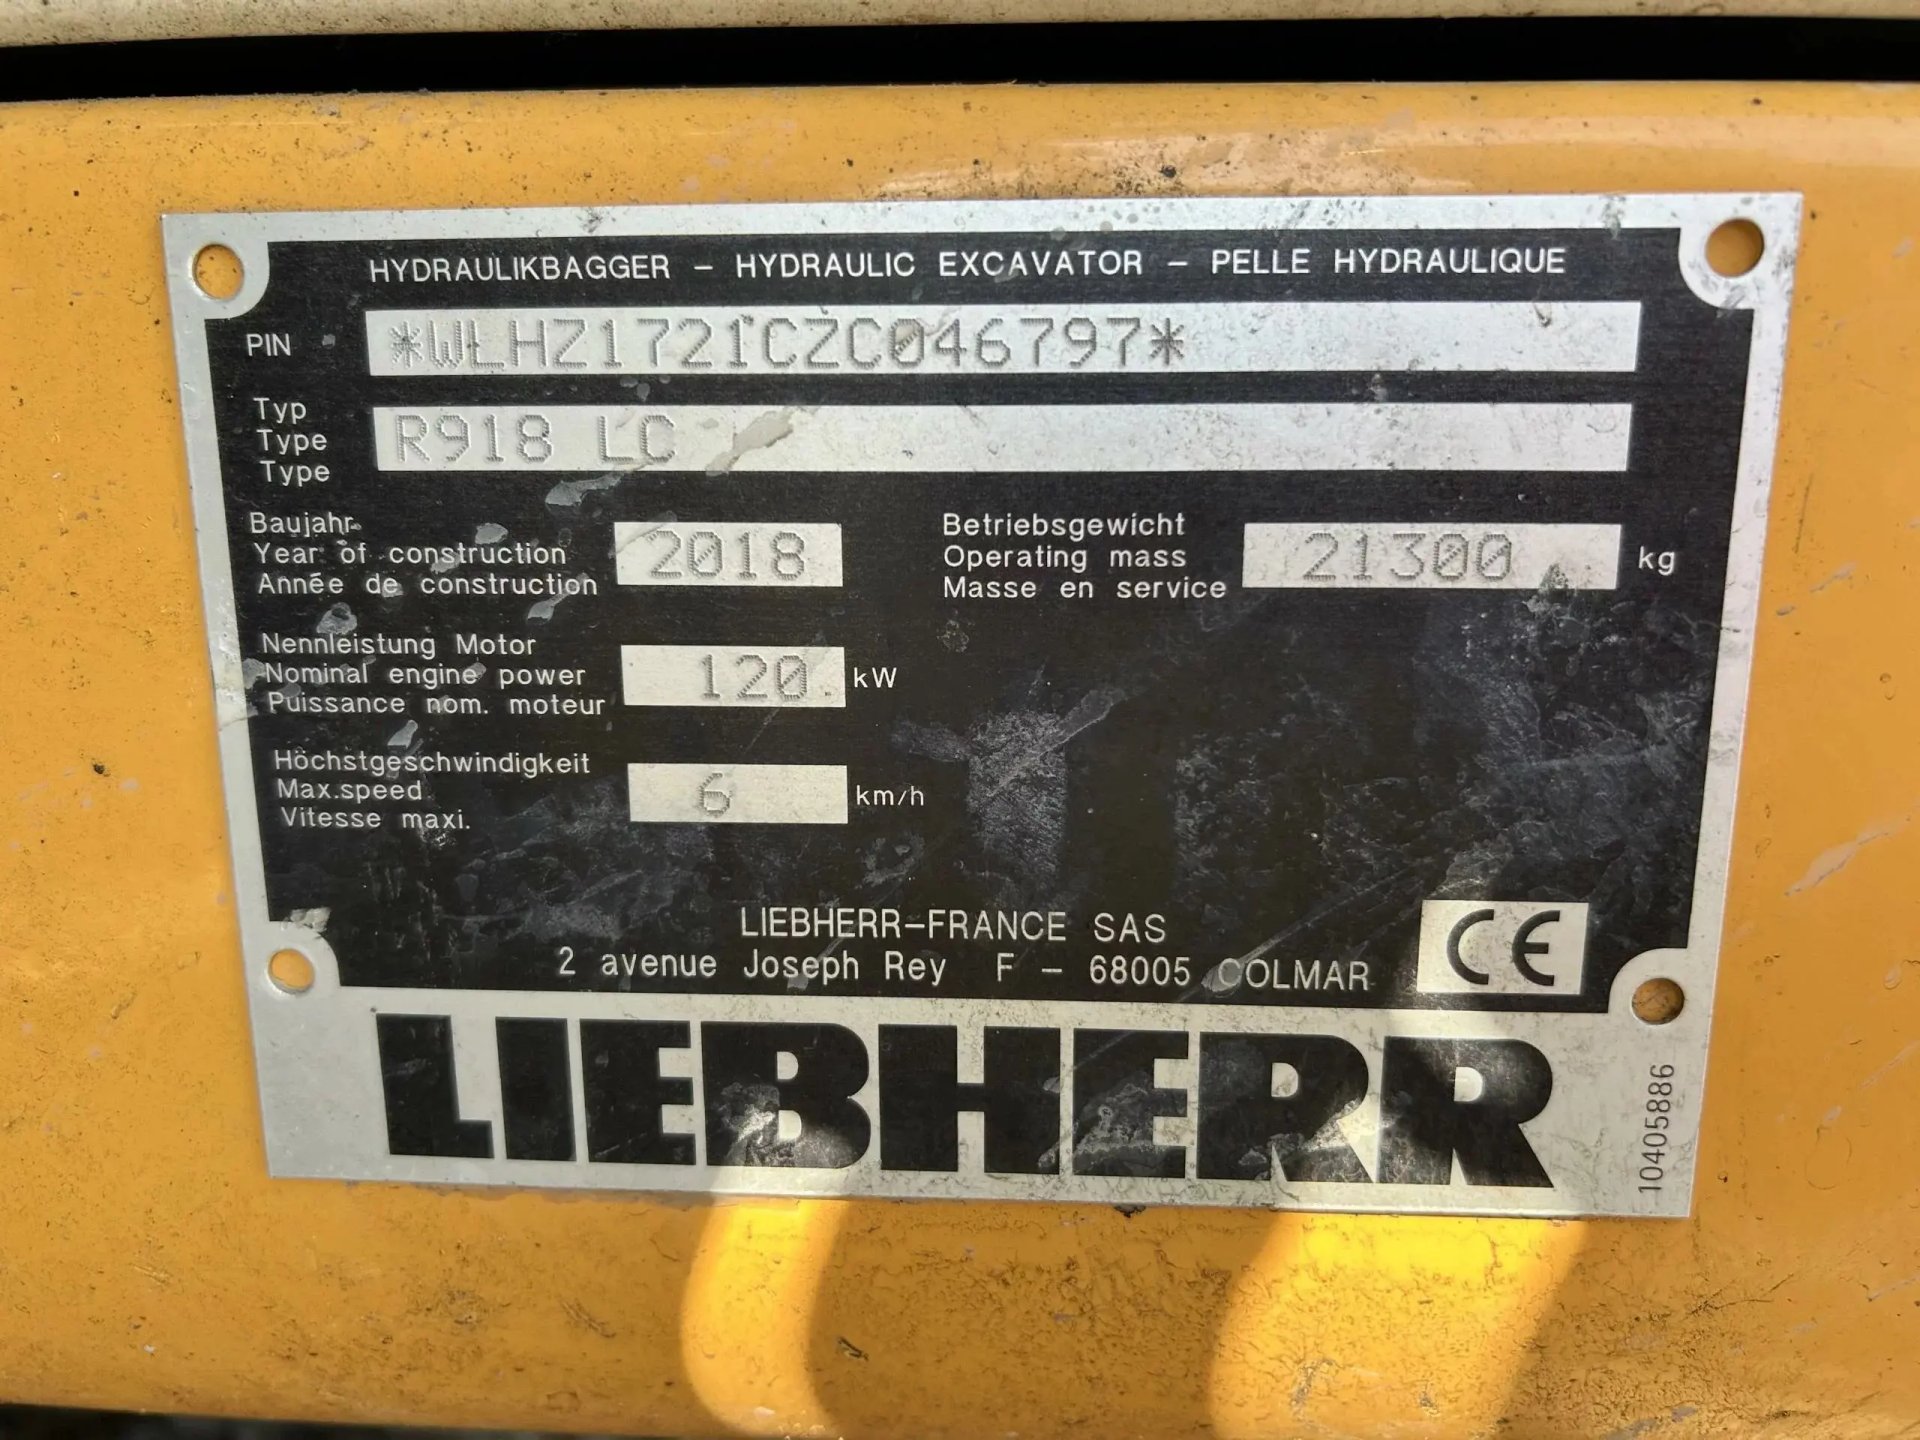 HYDRAULIKBAGGER - HYDRAULIC EXCAVATOR - PELLE HYDRAULIQUE
PIN *WLHZ1721CZC046797*
Typ
Type R918 LC
Type
Baujahr
Year of construction 2018
Année de construction
Betriebsgewicht
Operating mass 21300 kg
Masse en service
Nennleistung Motor
Nominal engine power 120 kW
Puissance nom. moteur
Höchstgeschwindigkeit
Max.speed 6 km/h
Vitesse maxi.
LIEBHERR-FRANCE SAS
2 avenue Joseph Rey F - 68005 COLMAR
CE
LIEBHERR
10405886